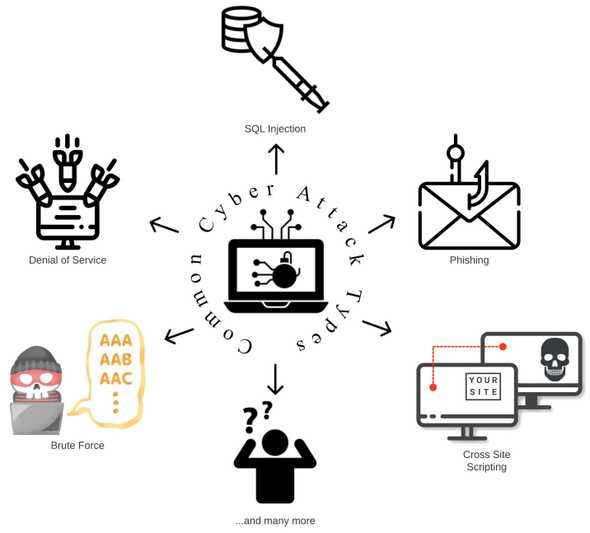 SQL Injection
Common Cyber Attack Types
Denial of Service
Phishing
AAA
AAB
AAC
YOUR
SITE
Brute Force
Cross Site
Scripting
??
...and many more